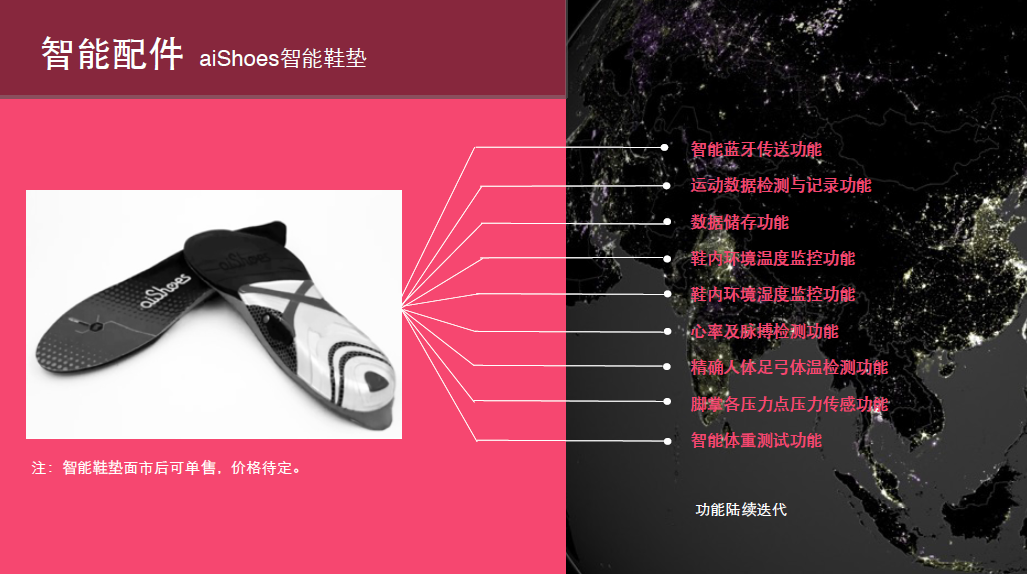 智能配件 aiShoes智能鞋垫
智能蓝牙传送功能
运动数据检测与记录功能
数据储存功能
鞋内环境温度监控功能
鞋内环境湿度监控功能
心率及脉搏检测功能
精确人体足弓体温检测功能
脚掌各压力点压力传感功能
智能体重测试功能
aiShoes
aiShoes
注：智能鞋垫面市后可单售，价格待定。
功能陆续迭代